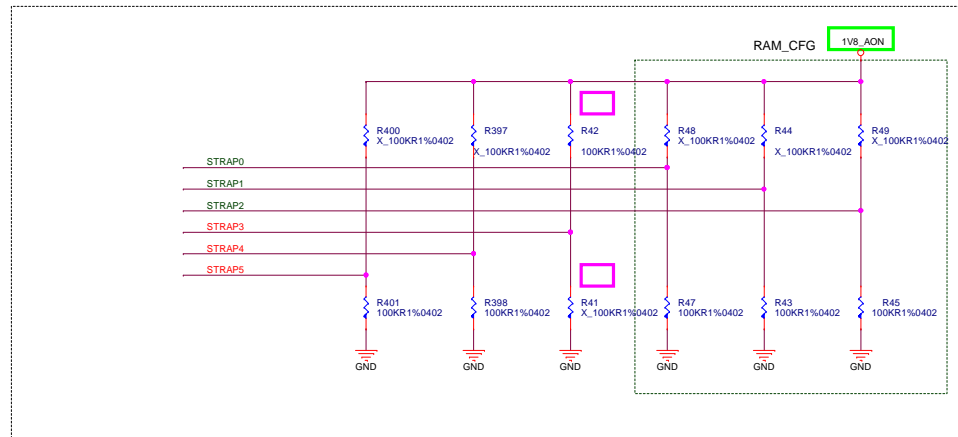 RAM_CFG
1V8_AON
R400
X_100KR1%0402
R397
X_100KR1%0402
R42
100KR1%0402
R48
X_100KR1%0402
R44
X_100KR1%0402
R49
X_100KR1%0402
STRAP0
STRAP1
STRAP2
STRAP3
STRAP4
STRAP5
R401
100KR1%0402
R398
100KR1%0402
R41
X_100KR1%0402
R47
100KR1%0402
R43
100KR1%0402
R45
100KR1%0402
GND
GND
GND
GND
GND
GND